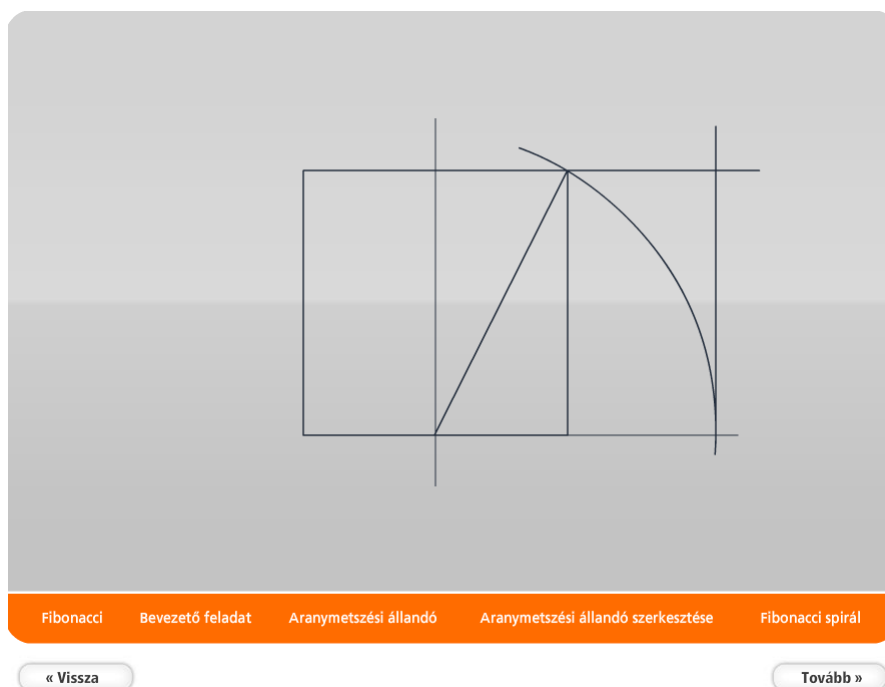 Fibonacci Bevezető feladat Aranymetszési állandó Aranymetszési állandó szerkesztése Fibonacci spirál
« Vissza Tovább »